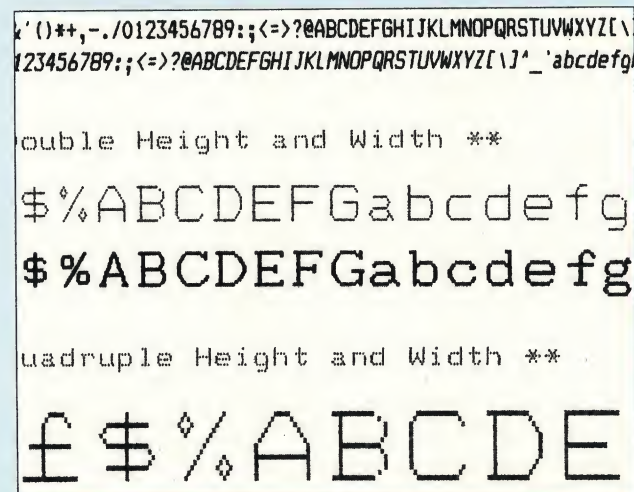 '()*+,-./0123456789:;<=>?@ABCDEFGHIJKLMNOPQRSTUVWXYZ[\]
123456789:;<=>?@ABCDEFGHIJKLMNOPQRSTUVWXYZ[\]^_'abcdefg
ouble Height and Width **
$%ABCDEFGabcdefg
$%ABCDEFGabcdefg
uadruple Height and Width **
£$%ABCDE